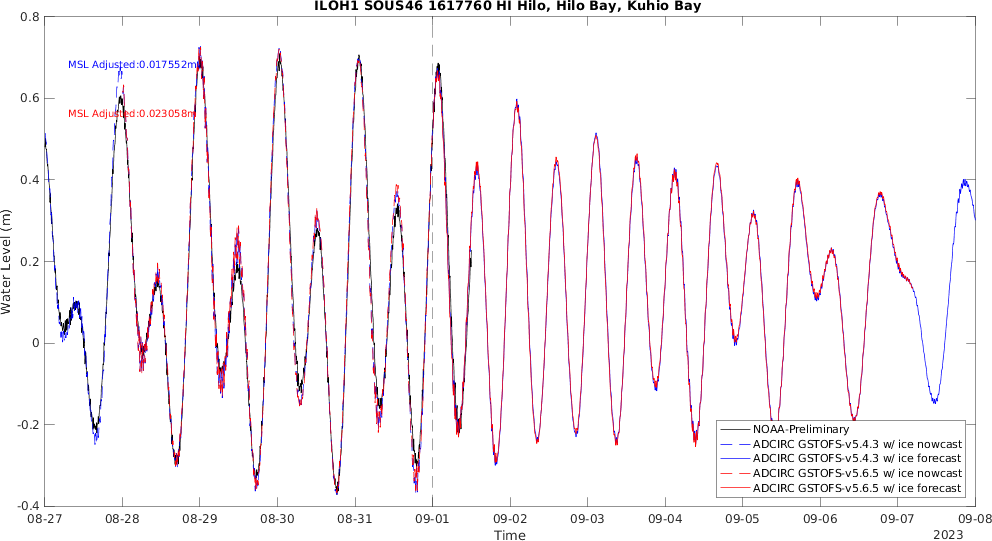 ILOH1 SOUS46 1617760 HI Hilo, Hilo Bay, Kuhio Bay
0.8
0.6
0.4
0.2
0
-0.2
-0.4
Water Level (m)
MSL Adjusted:0.017552m
MSL Adjusted:0.023058m
NOAA-Preliminary
ADCIRC GSTOFS-v5.4.3 w/ ice nowcast
ADCIRC GSTOFS-v5.4.3 w/ ice forecast
ADCIRC GSTOFS-v5.6.5 w/ ice nowcast
ADCIRC GSTOFS-v5.6.5 w/ ice forecast
08-27 08-28 08-29 08-30 08-31 09-01 09-02 09-03 09-04 09-05 09-06 09-07 09-08
Time
2023